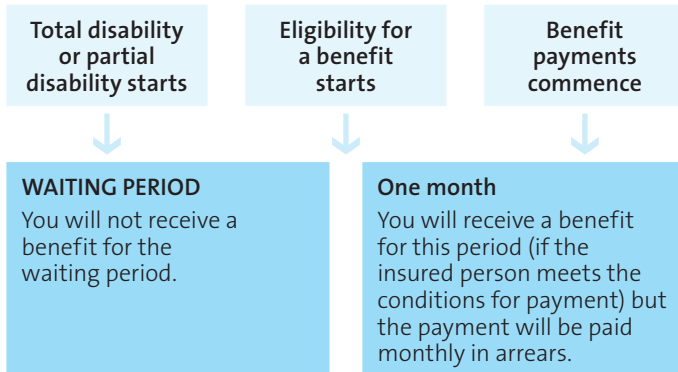 Total disability
or partial
disability starts
Eligibility for
a benefit
starts
Benefit
payments
commence
WAITING PERIOD
You will not receive a
benefit for the
waiting period.
One month
You will receive a benefit
for this period (if the
insured person meets the
conditions for payment) but
the payment will be paid
monthly in arrears.